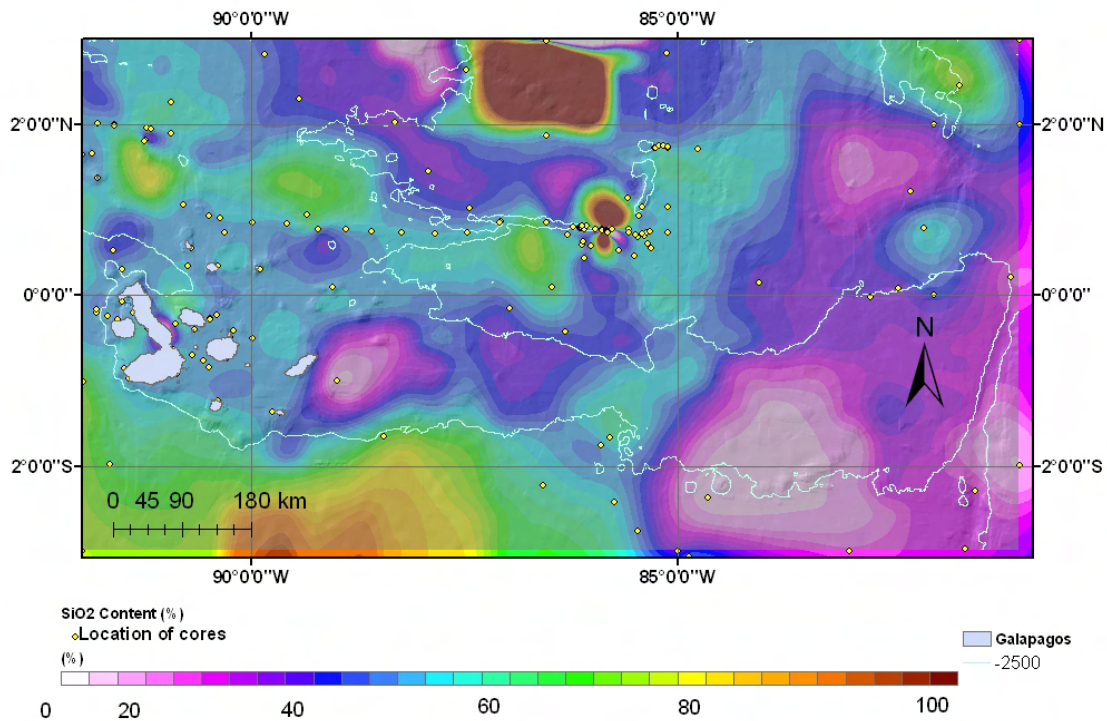 90°0'0"W 85°0'0"W
2°0'0"N 2°0'0"N
0°0'0" 0°0'0"
N
2°0'0"S 2°0'0"S
0 45 90 180 km
90°0'0"W 85°0'0"W
SiO2 Content (%)
Location of cores
(%)
Galapagos
-2500
0 20 40 60 80 100